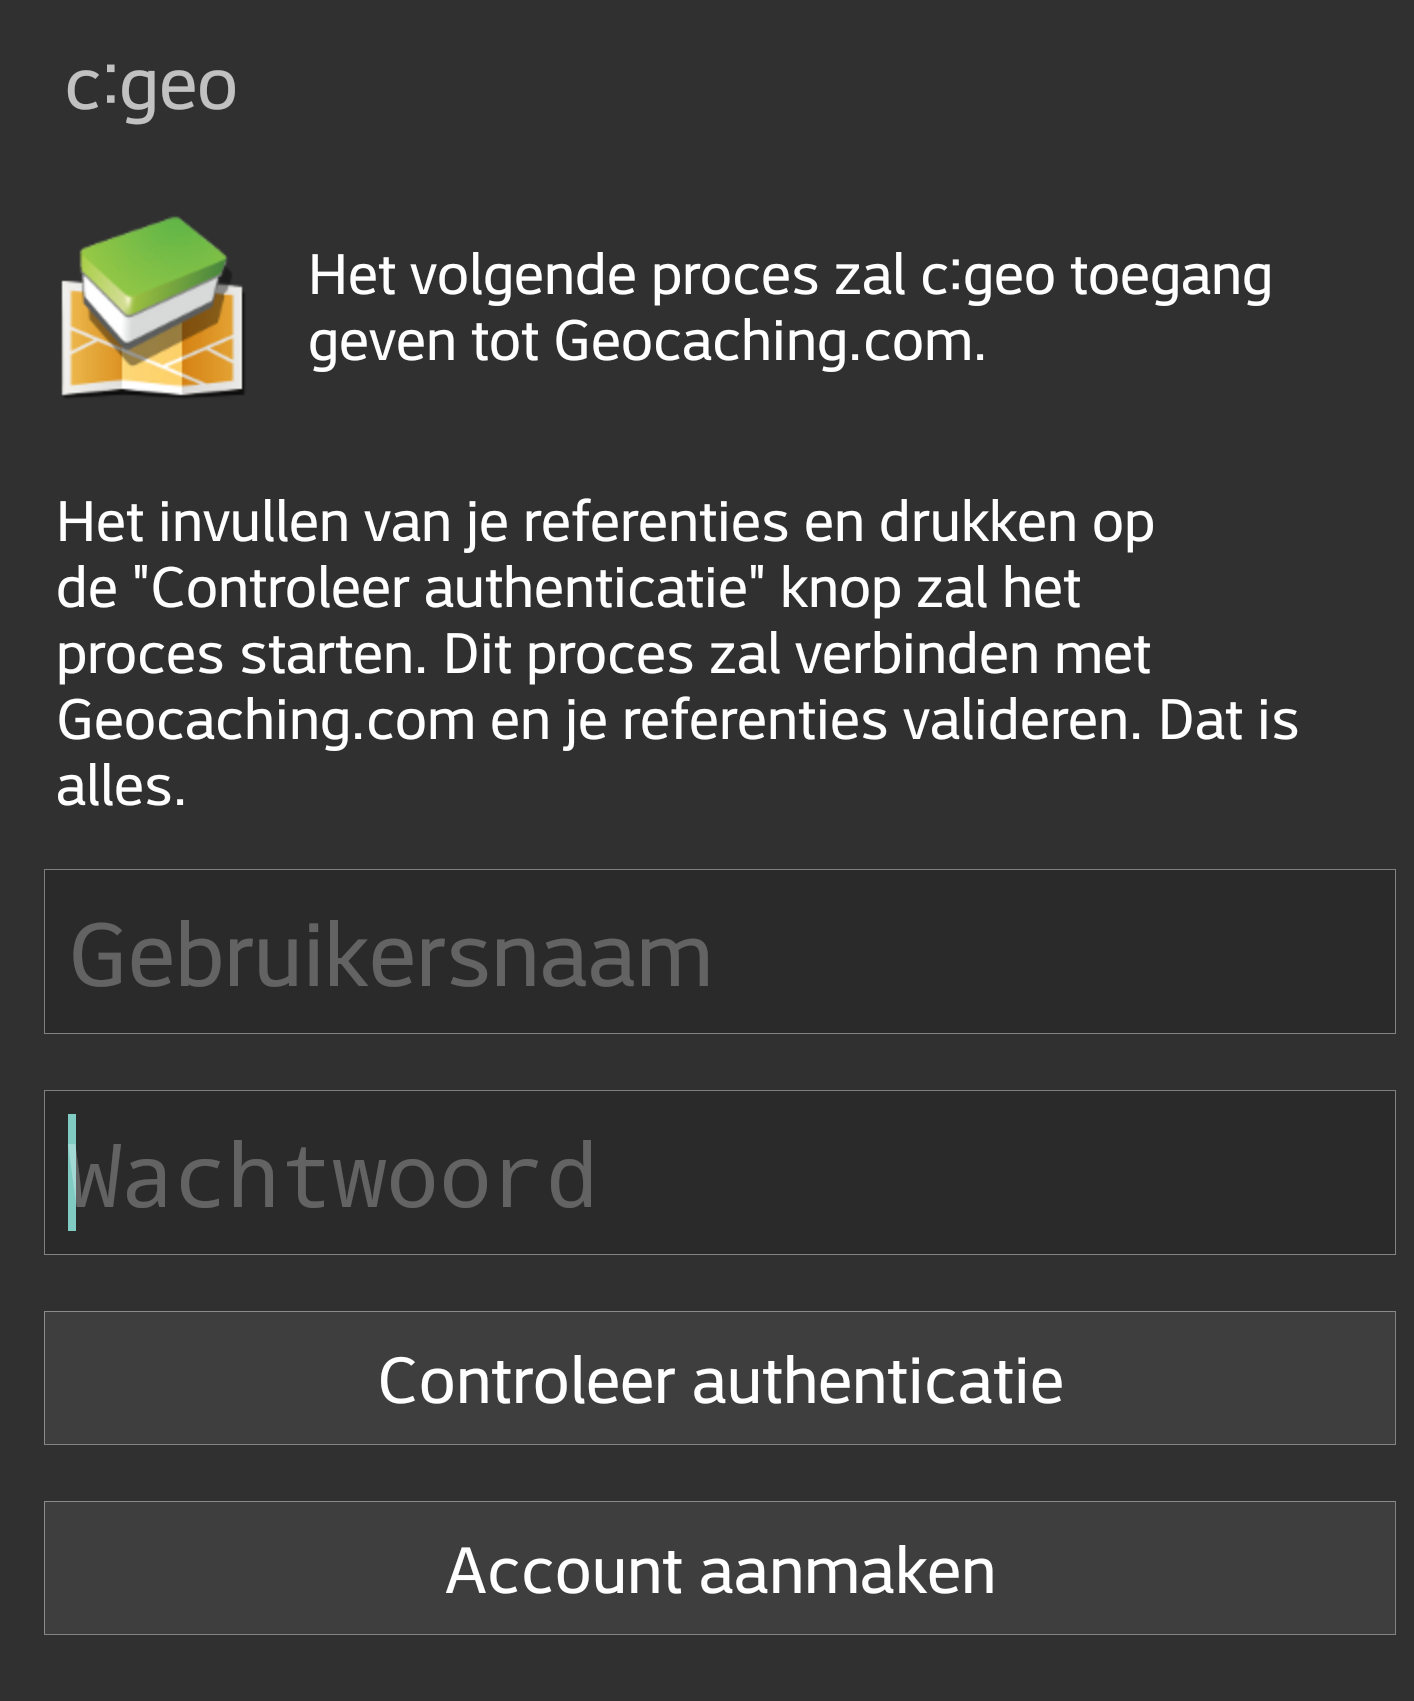 c:geo
Het volgende proces zal c:geo toegang
geven tot Geocaching.com.
Het invullen van je referenties en drukken op
de "Controleer authenticatie" knop zal het
proces starten. Dit proces zal verbinden met
Geocaching.com en je referenties valideren. Dat is
alles.
Gebruikersnaam
Wachtwoord
Controleer authenticatie
Account aanmaken